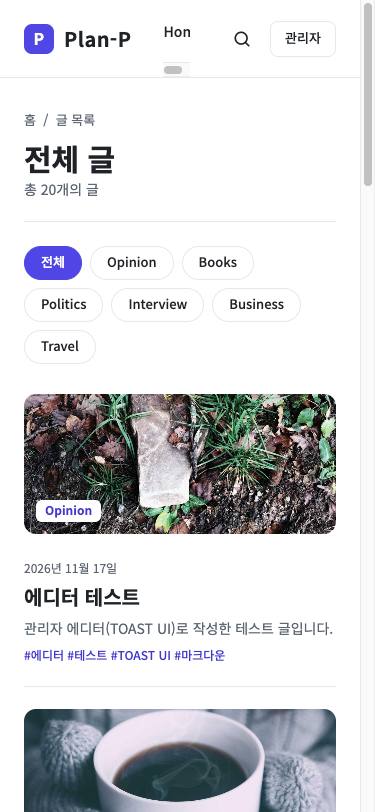 P Plan-P Hon 관리자
홈 / 글 목록
전체 글
총 20개의 글
전체 Opinion Books
Politics Interview Business
Travel
Opinion
2026년 11월 17일
에디터 테스트
관리자 에디터(TOAST UI)로 작성한 테스트 글입니다.
#에디터 #테스트 #TOAST UI #마크다운